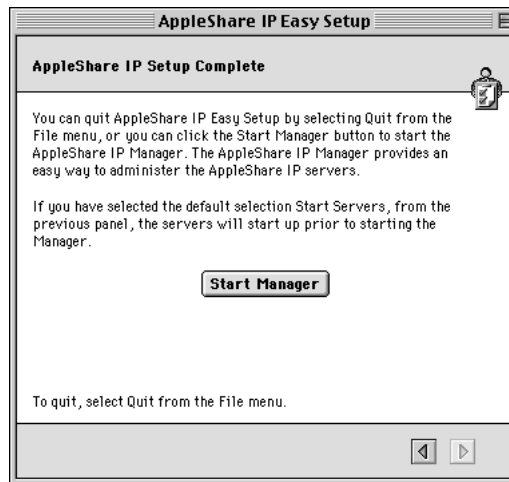 AppleShare IP Easy Setup
AppleShare IP Setup Complete
You can quit AppleShare IP Easy Setup by selecting Quit from the
File menu, or you can click the Start Manager button to start the
AppleShare IP Manager. The AppleShare IP Manager provides an
easy way to administer the AppleShare IP servers.
If you have selected the default selection Start Servers, from the
previous panel, the servers will start up prior to starting the
Manager.
Start Manager
To quit, select Quit from the File menu.